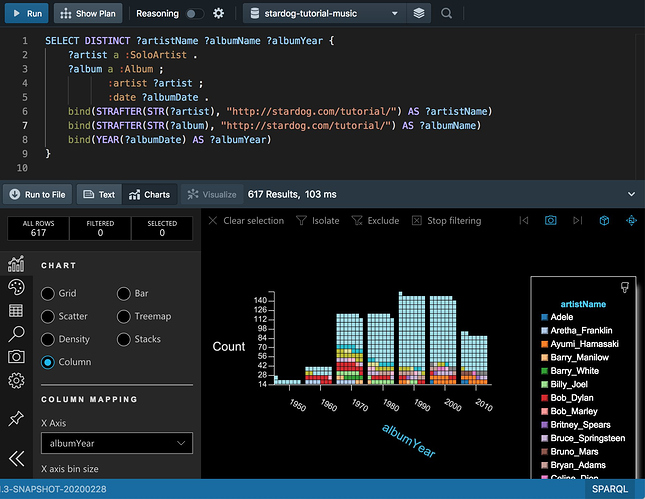 Run Show Plan Reasoning stardog-tutorial-music
1 SELECT DISTINCT ?artistName ?albumName ?albumYear {
2 ?artist a :SoloArtist .
3 ?album a :Album ;
4 :artist ?artist ;
5 :date ?albumDate .
6 bind(STRAFTER(STR(?artist), "http://stardog.com/tutorial/") AS ?artistName)
7 bind(STRAFTER(STR(?album), "http://stardog.com/tutorial/") AS ?albumName)
8 bind(YEAR(?albumDate) AS ?albumYear)
9 }
10
Run to File Text Charts Visualize 617 Results, 103 ms
ALL ROWS FILTERED SELECTED
617 0 0
Clear selection Isolate Exclude Stop filtering
CHART
Grid Bar
Scatter Treemap
Density Stacks
Column
COLUMN MAPPING
X Axis
albumYear
X axis bin size
Count
140
126
112
98
84
70
56
42
28
14
1950 1960 1970 1980 1990 2000 2010
albumYear
artistName
Adele
Aretha_Franklin
Ayumi_Hamasaki
Barry_Manilow
Barry_White
Billy_Joel
Bob_Dylan
Bob_Marley
Britney_Spears
Bruce_Springsteen
Bruno_Mars
Bryan_Adams
Celine_Dion
.3-SNAPSHOT-20200228 SPARQL